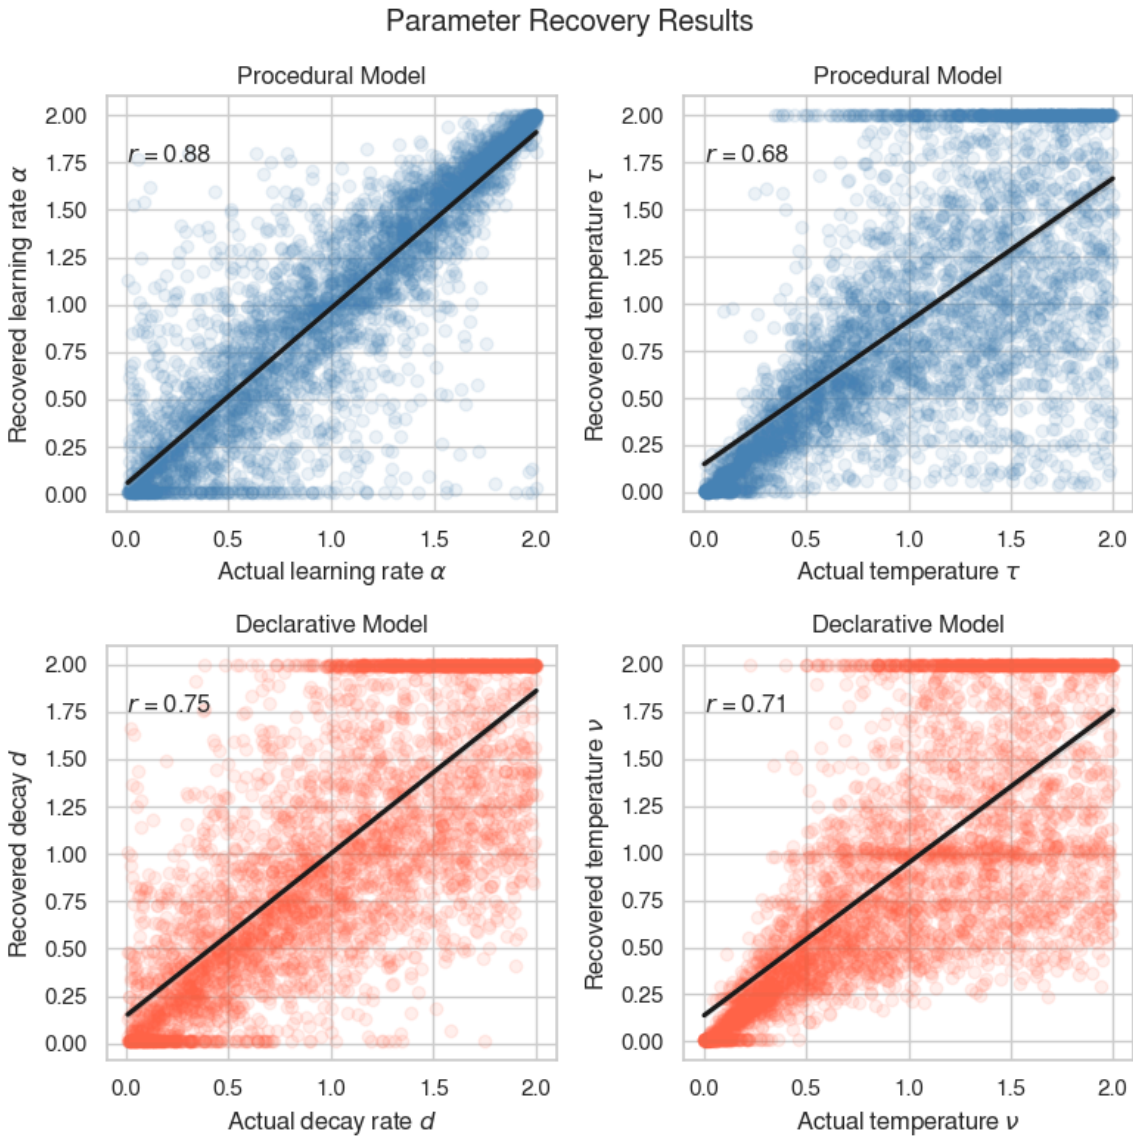 Parameter Recovery Results
Procedural Model
r = 0.88
Recovered learning rate α
2.00
1.75
1.50
1.25
1.00
0.75
0.50
0.25
0.00
0.0 0.5 1.0 1.5 2.0
Actual learning rate α
Procedural Model
r = 0.68
Recovered temperature τ
2.00
1.75
1.50
1.25
1.00
0.75
0.50
0.25
0.00
0.0 0.5 1.0 1.5 2.0
Actual temperature τ
Declarative Model
r = 0.75
Recovered decay d
2.00
1.75
1.50
1.25
1.00
0.75
0.50
0.25
0.00
0.0 0.5 1.0 1.5 2.0
Actual decay rate d
Declarative Model
r = 0.71
Recovered temperature ν
2.00
1.75
1.50
1.25
1.00
0.75
0.50
0.25
0.00
0.0 0.5 1.0 1.5 2.0
Actual temperature ν